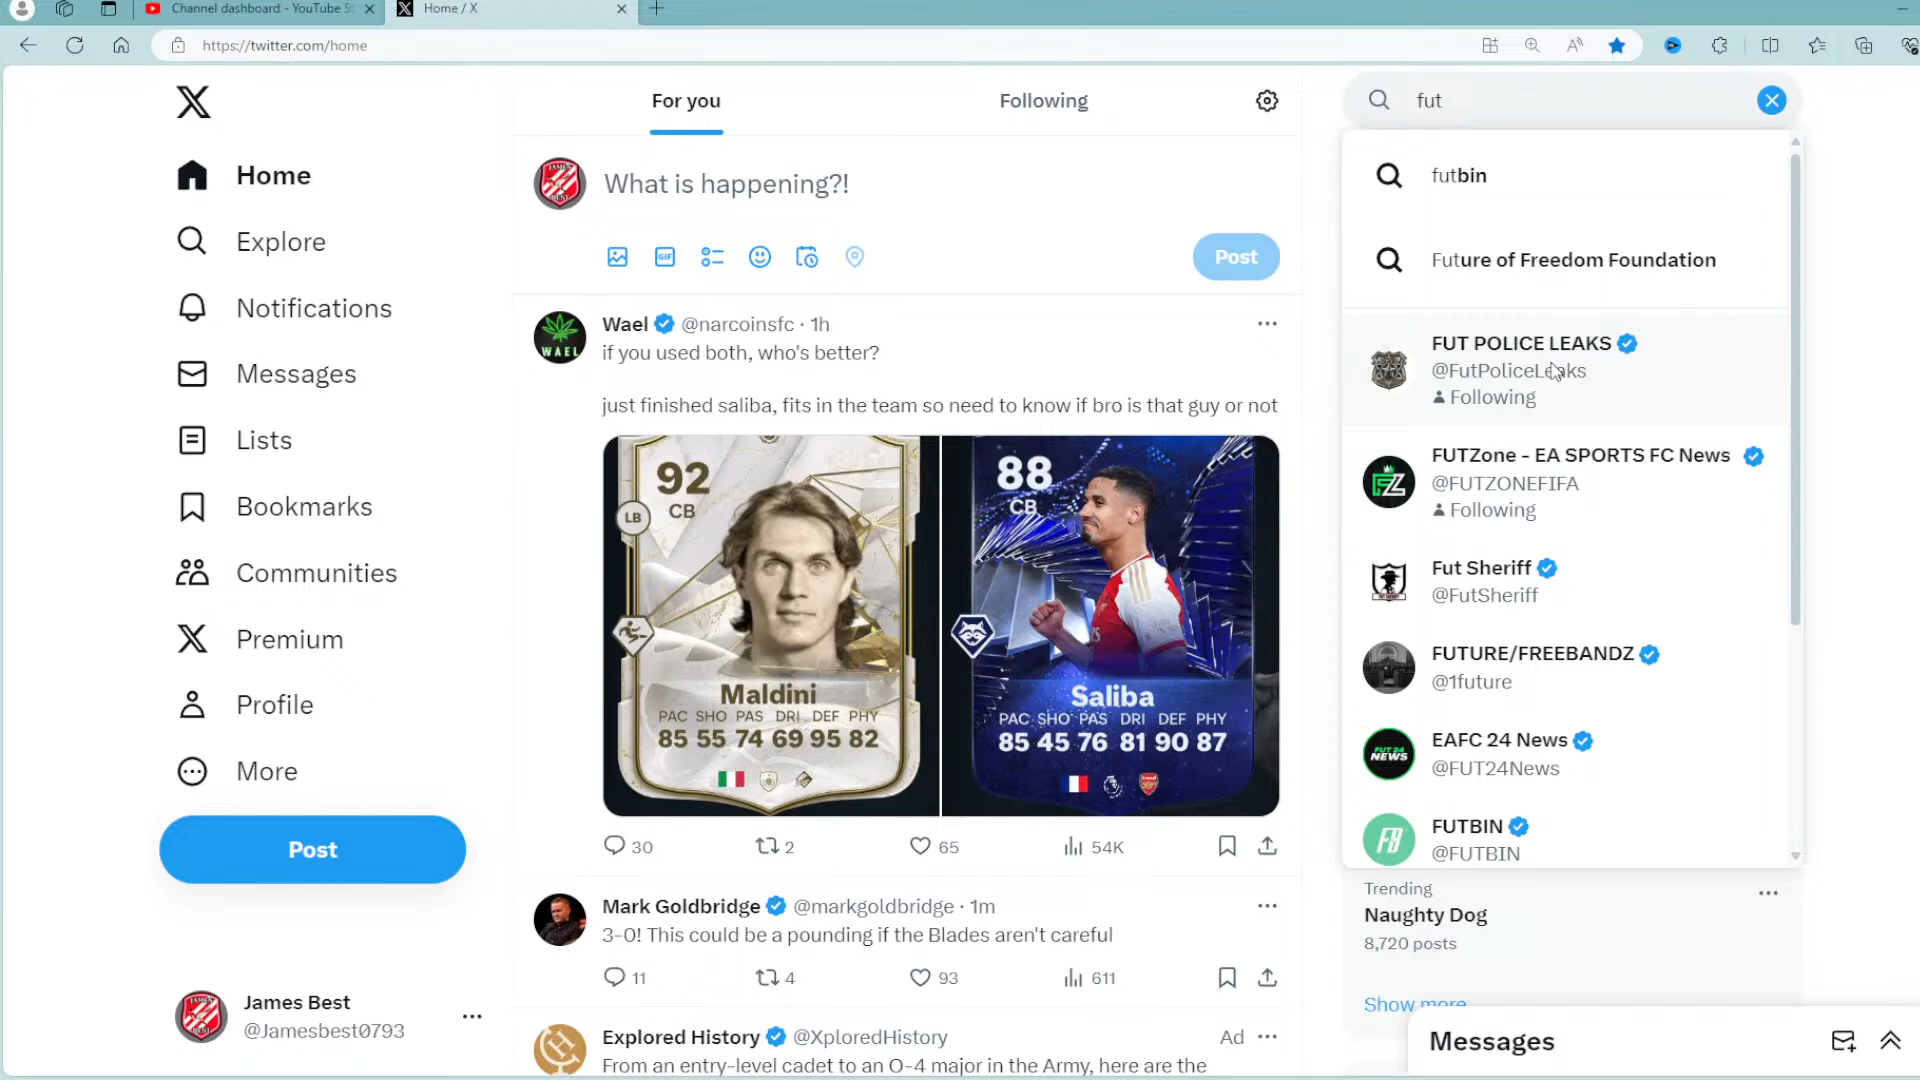 Channel dashboard - YouTube S
Home / X
https://twitter.com/home
Home
Explore
Notifications
Messages
Lists
Bookmarks
Communities
Premium
Profile
More
Post
James Best
@Jamesbest0793
For you
Following
What is happening?!
GIF
Post
Wael @narcoinsfc · 1h
if you used both, who's better?
just finished saliba, fits in the team so need to know if bro is that guy or not
WAEL
92
CB
LB
Maldini
PAC SHO PAS DRI DEF PHY
85 55 74 69 95 82
88
CB
Saliba
PAC SHO PAS DRI DEF PHY
85 45 76 81 90 87
30
2
65
54K
Mark Goldbridge @markgoldbridge · 1m
3-0! This could be a pounding if the Blades aren't careful
11
4
93
611
Explored History @XploredHistory
Ad
From an entry-level cadet to an O-4 major in the Army, here are the
fut
futbin
Future of Freedom Foundation
FUT POLICE LEAKS
@FutPoliceLeaks
Following
FUTZone - EA SPORTS FC News
@FUTZONEFIFA
Following
Fut Sheriff
@FutSheriff
FUTURE/FREEBANDZ
@1future
EAFC 24 News
@FUT24News
FUT 24
NEWS
FUTBIN
@FUTBIN
Trending
Naughty Dog
8,720 posts
Show more
Messages